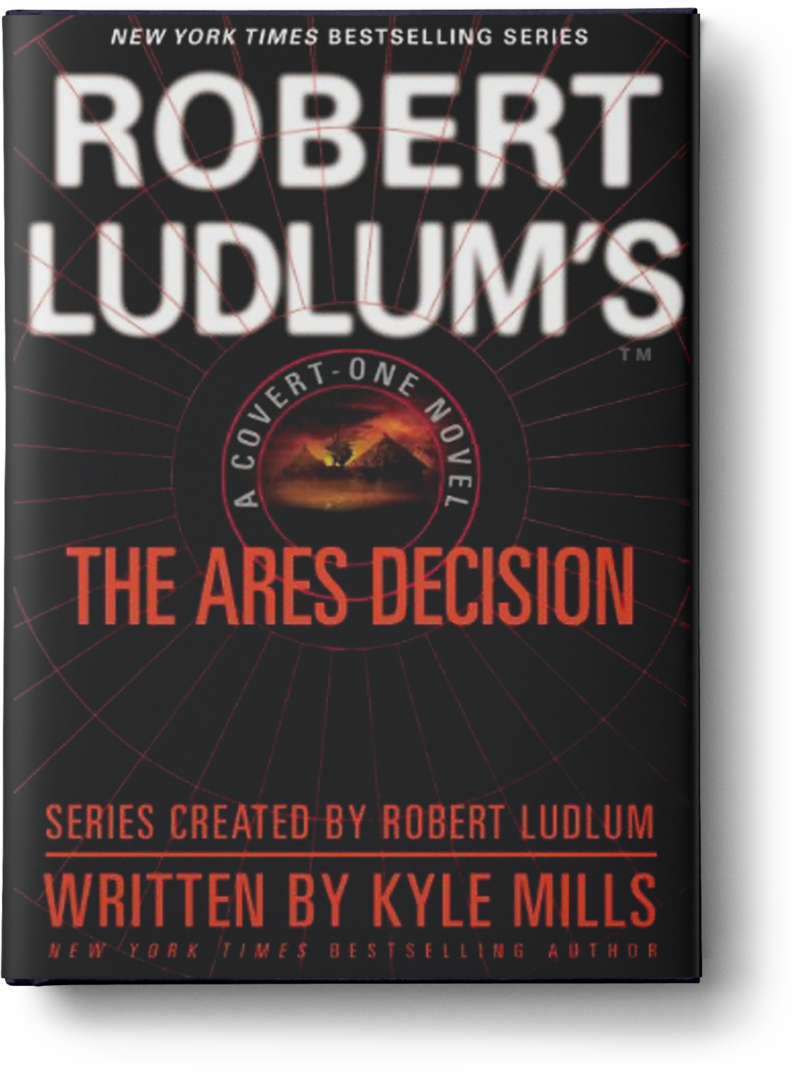 NEW YORK TIMES BESTSELLING SERIES
ROBERT
LUDLUM'S
TM
A COVERT-ONE NOVEL
THE ARES DECISION
SERIES CREATED BY ROBERT LUDLUM
WRITTEN BY KYLE MILLS
NEW YORK TIMES BESTSELLING AUTHOR